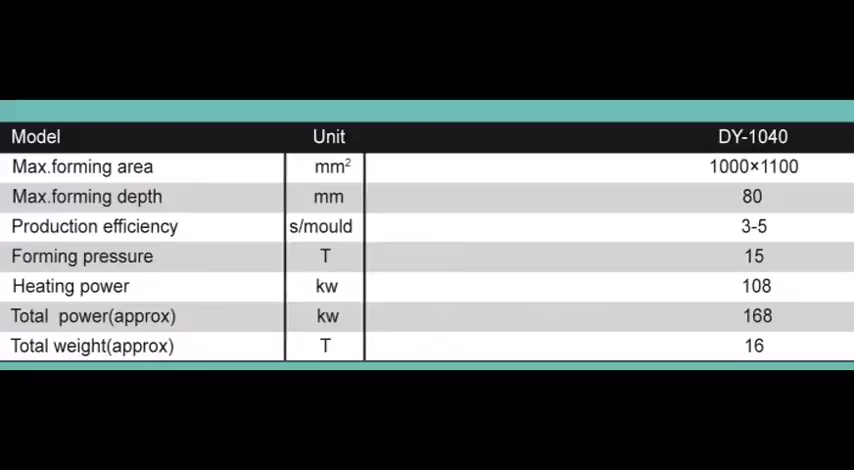 Model Unit DY-1040
Max.forming area mm² 1000×1100
Max.forming depth mm 80
Production efficiency s/mould 3-5
Forming pressure T 15
Heating power kw 108
Total power(approx) kw 168
Total weight(approx) T 16